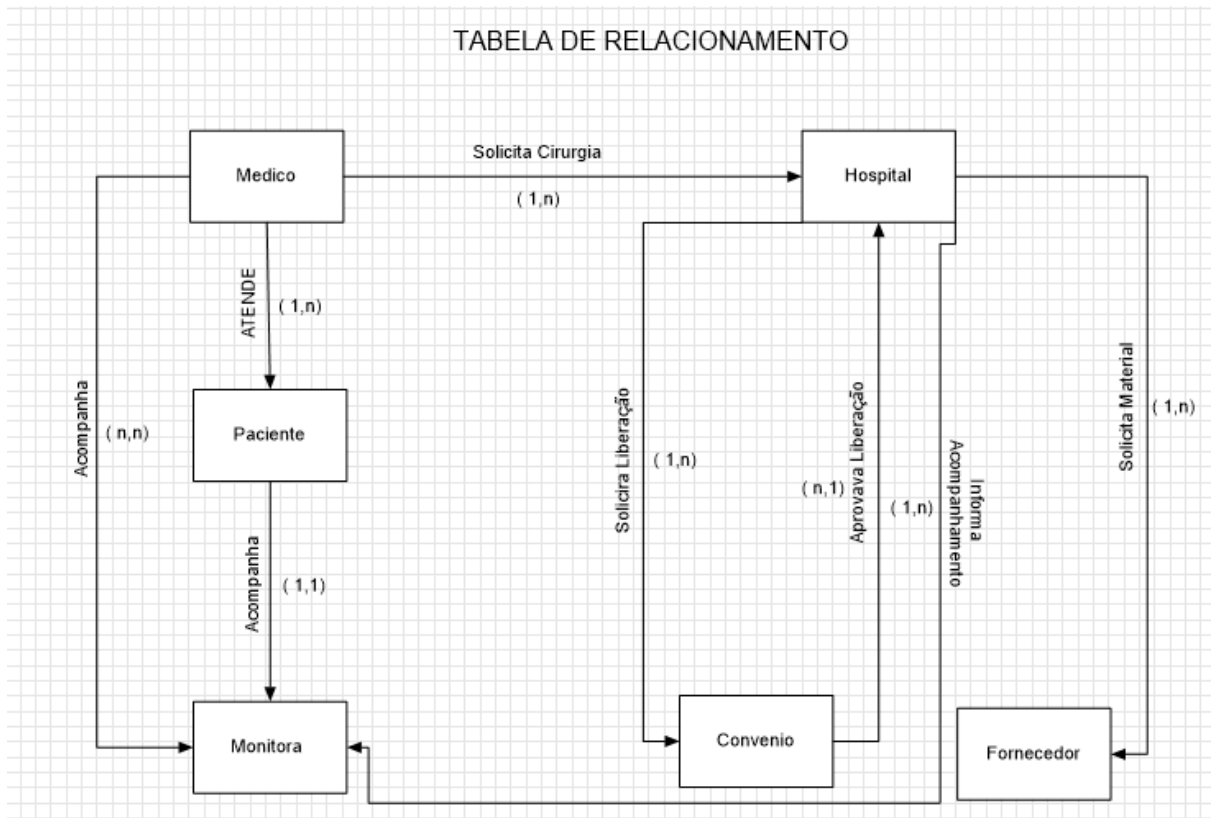 TABELA DE RELACIONAMENTO
Medico
Solicita Cirurgia
( 1,n)
Hospital
ATENDE
( 1,n)
Acompanha
( n,n)
Paciente
Acompanha
( 1,1)
Monitora
Solicira Liberação
( 1,n)
Aprovava Liberação
( n,1)
Informa
Acompanhamento
( 1,n)
Solicita Material
( 1,n)
Convenio
Fornecedor